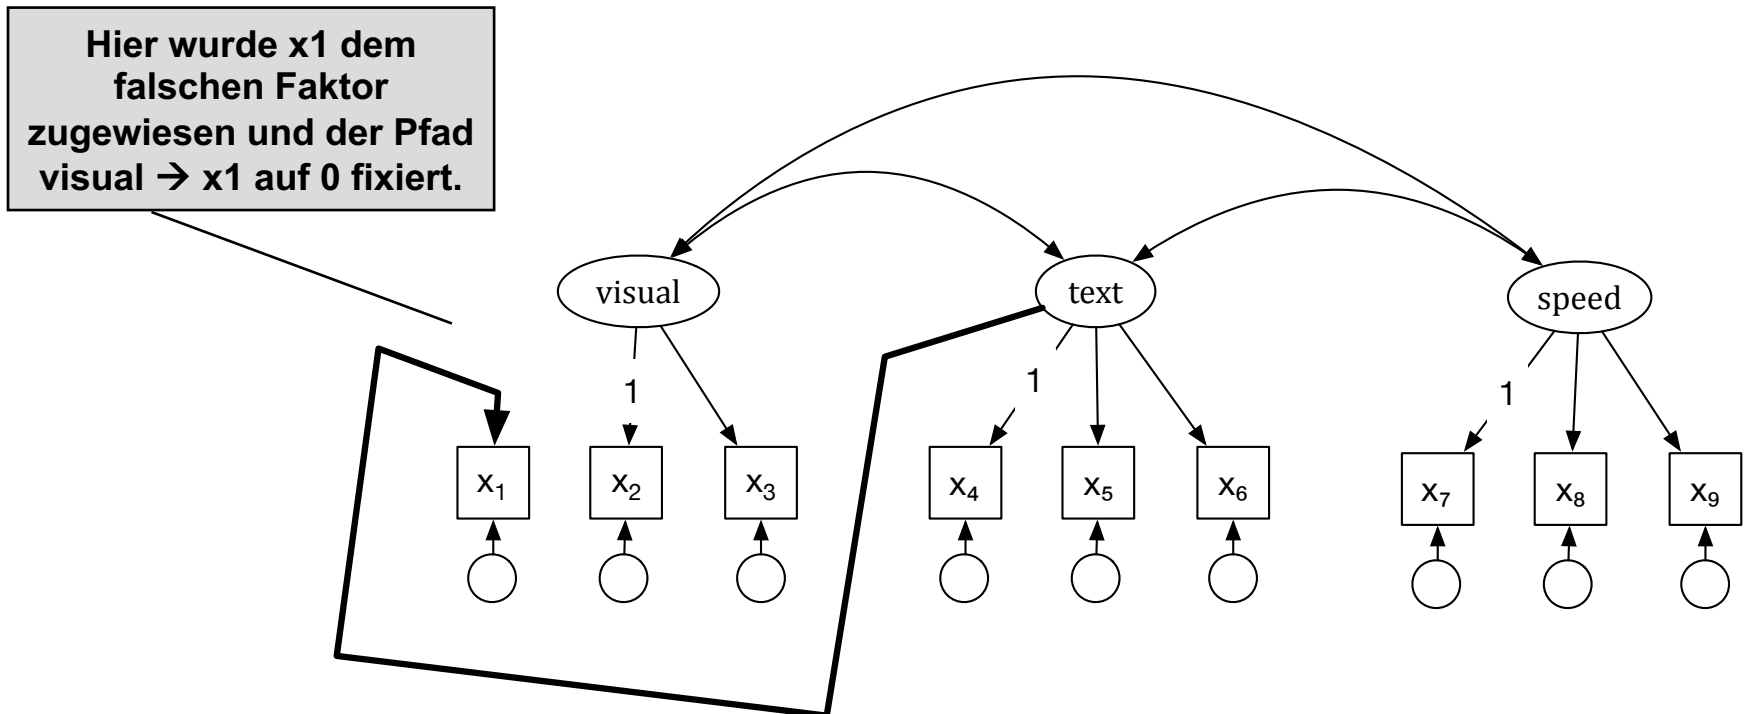 Hier wurde x1 dem
falschen Faktor
zugewiesen und der Pfad
visual → x1 auf 0 fixiert.
visual
text
speed
1
1
1
x₁
x₂
x₃
x₄
x₅
x₆
x₇
x₈
x₉